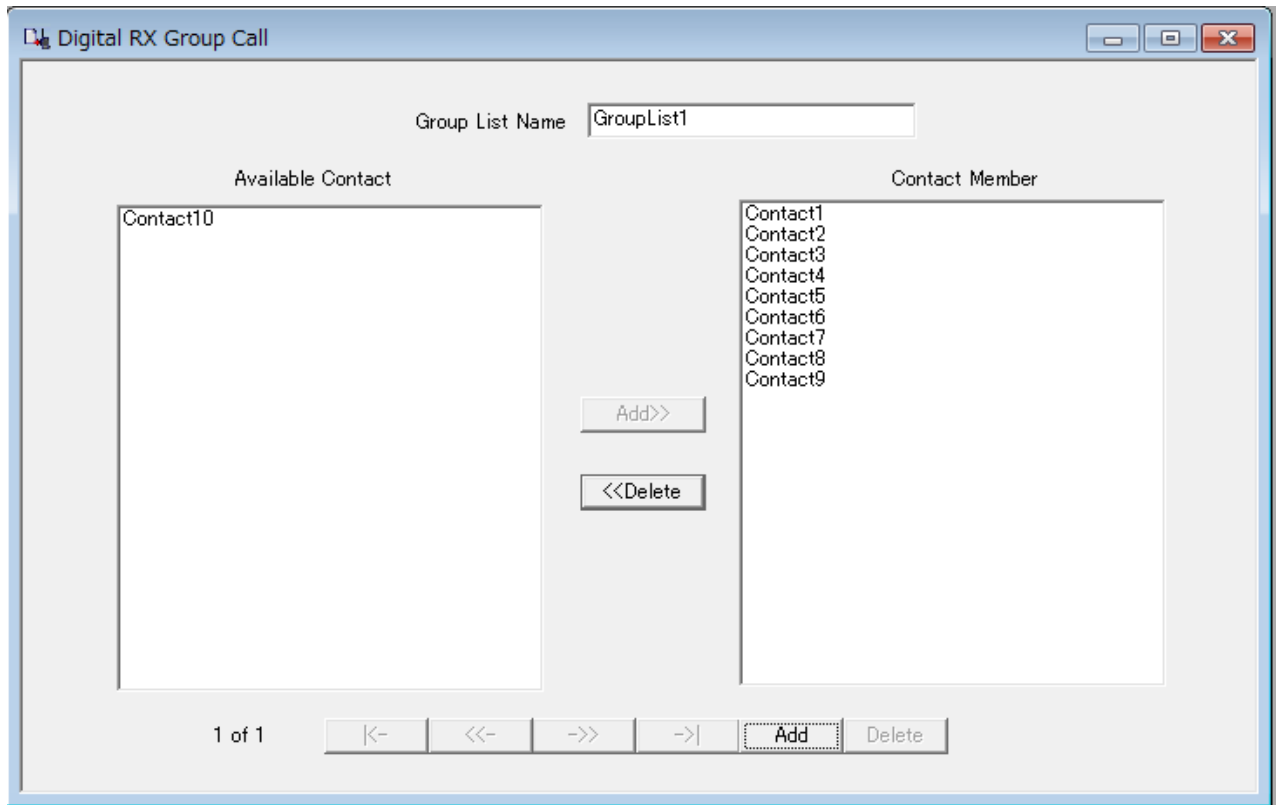 Digital RX Group Call
Group List Name GroupList1
Available Contact
Contact10
Contact Member
Contact1
Contact2
Contact3
Contact4
Contact5
Contact6
Contact7
Contact8
Contact9
Add>>
<<Delete
1 of 1 |<- <<- ->> ->| Add Delete